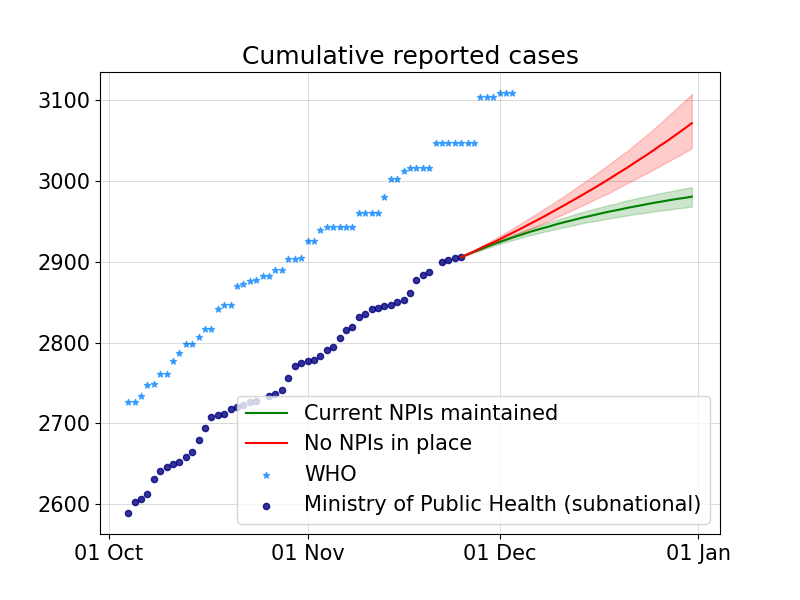 Cumulative reported cases
3100
3000
2900
2800
2700
2600
Current NPIs maintained
No NPIs in place
WHO
Ministry of Public Health (subnational)
01 Oct
01 Nov
01 Dec
01 Jan